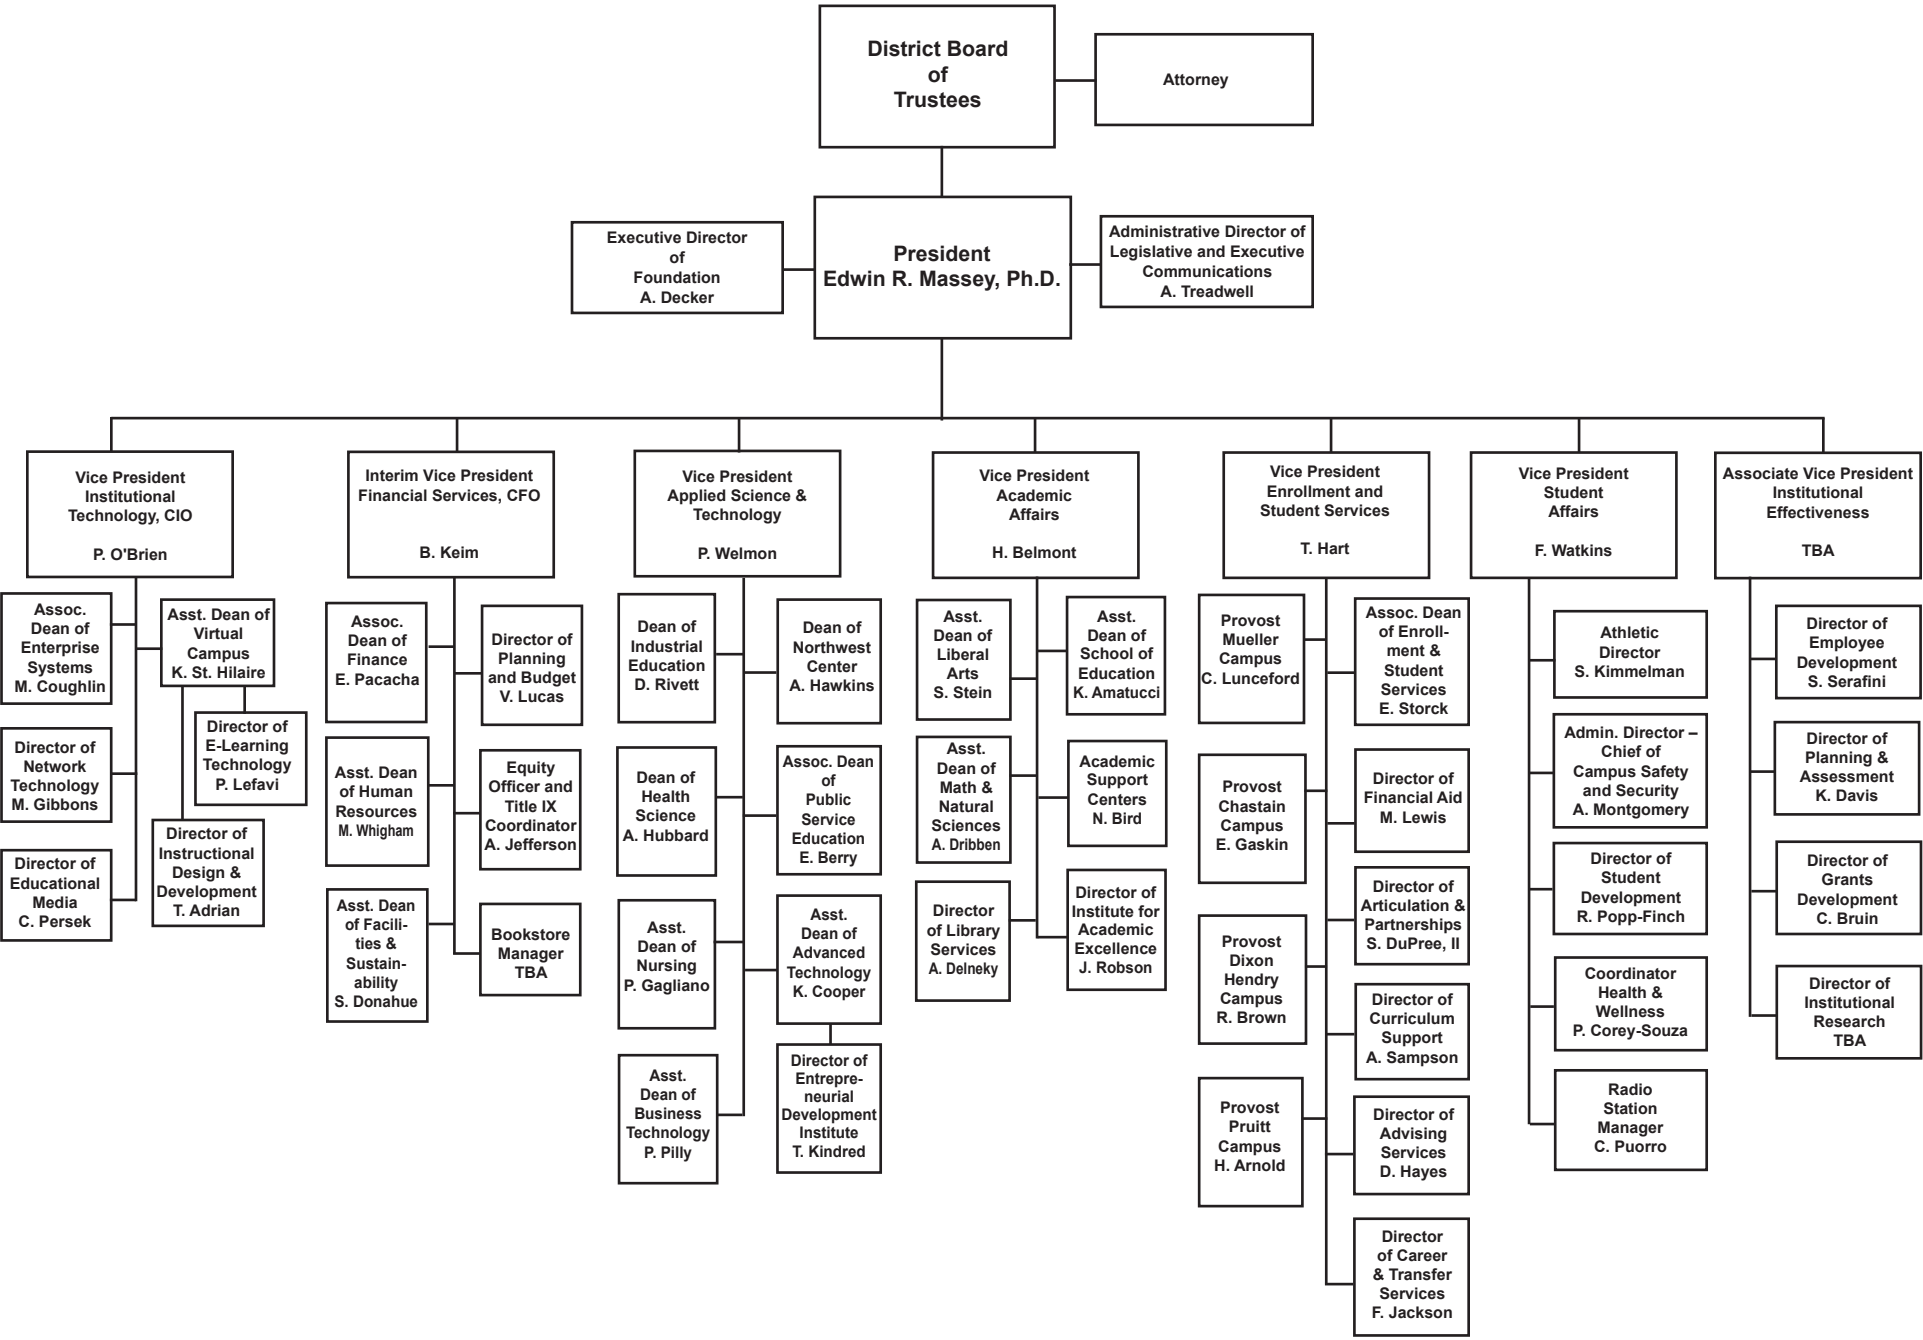 District Board
of
Trustees
Attorney
Executive Director
of
Foundation
A. Decker
President
Edwin R. Massey, Ph.D.
Administrative Director of
Legislative and Executive
Communications
A. Treadwell
Vice President
Institutional
Technology, CIO
P. O'Brien
Interim Vice President
Financial Services, CFO
B. Keim
Vice President
Applied Science &
Technology
P. Welmon
Vice President
Academic
Affairs
H. Belmont
Vice President
Enrollment and
Student Services
T. Hart
Vice President
Student
Affairs
F. Watkins
Associate Vice President
Institutional
Effectiveness
TBA
Assoc.
Dean of
Enterprise
Systems
M. Coughlin
Asst. Dean of
Virtual
Campus
K. St. Hilaire
Director of
E-Learning
Technology
P. Lefavi
Director of
Network
Technology
M. Gibbons
Director of
Instructional
Design &
Development
T. Adrian
Director of
Educational
Media
C. Persek
Assoc.
Dean of
Finance
E. Pacacha
Director of
Planning
and Budget
V. Lucas
Asst. Dean
of Human
Resources
M. Whigham
Equity
Officer and
Title IX
Coordinator
A. Jefferson
Asst. Dean
of Facili-
ties &
Sustain-
ability
S. Donahue
Bookstore
Manager
TBA
Dean of
Industrial
Education
D. Rivett
Dean of
Northwest
Center
A. Hawkins
Dean of
Health
Science
A. Hubbard
Assoc. Dean
of
Public
Service
Education
E. Berry
Asst.
Dean of
Nursing
P. Gagliano
Asst.
Dean of
Advanced
Technology
K. Cooper
Asst.
Dean of
Business
Technology
P. Pilly
Director of
Entrepre-
neurial
Development
Institute
T. Kindred
Asst.
Dean of
Liberal
Arts
S. Stein
Asst.
Dean of
School of
Education
K. Amatucci
Asst.
Dean of
Math &
Natural
Sciences
A. Dribben
Academic
Support
Centers
N. Bird
Director
of Library
Services
A. Delneky
Director of
Institute for
Academic
Excellence
J. Robson
Provost
Mueller
Campus
C. Lunceford
Assoc. Dean
of Enroll-
ment &
Student
Services
E. Storck
Provost
Chastain
Campus
E. Gaskin
Director of
Financial Aid
M. Lewis
Provost
Dixon
Hendry
Campus
R. Brown
Director of
Articulation &
Partnerships
S. DuPree, II
Director of
Curriculum
Support
A. Sampson
Provost
Pruitt
Campus
H. Arnold
Director of
Advising
Services
D. Hayes
Director
of Career
& Transfer
Services
F. Jackson
Athletic
Director
S. Kimmelman
Admin. Director –
Chief of
Campus Safety
and Security
A. Montgomery
Director of
Student
Development
R. Popp-Finch
Coordinator
Health &
Wellness
P. Corey-Souza
Radio
Station
Manager
C. Puorro
Director of
Employee
Development
S. Serafini
Director of
Planning &
Assessment
K. Davis
Director of
Grants
Development
C. Bruin
Director of
Institutional
Research
TBA